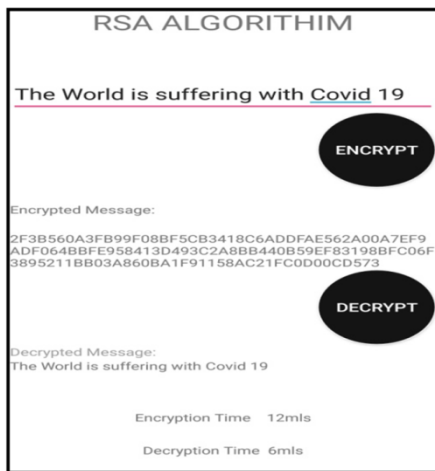 RSA ALGORITHIM
The World is suffering with Covid 19
ENCRYPT
Encrypted Message:
2F3B560A3FB99F08BF5CB3418C6ADDFAE562A00A7EF9
ADF064BBFE958413D493C2A8BB440B59EF83198BFC06F
3895211BB03A860BA1F91158AC21FC0D00CD573
DECRYPT
Decrypted Message:
The World is suffering with Covid 19
Encryption Time 12mls
Decryption Time 6mls